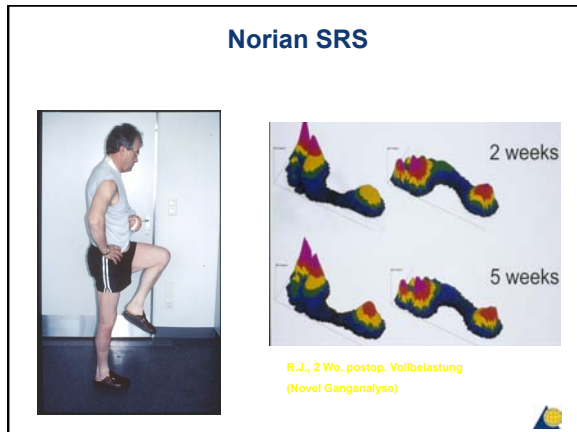 Norian SRS
2 weeks
5 weeks
R.J., 2 Wo. postop. Vollbelastung
(Novel Ganganalyse)